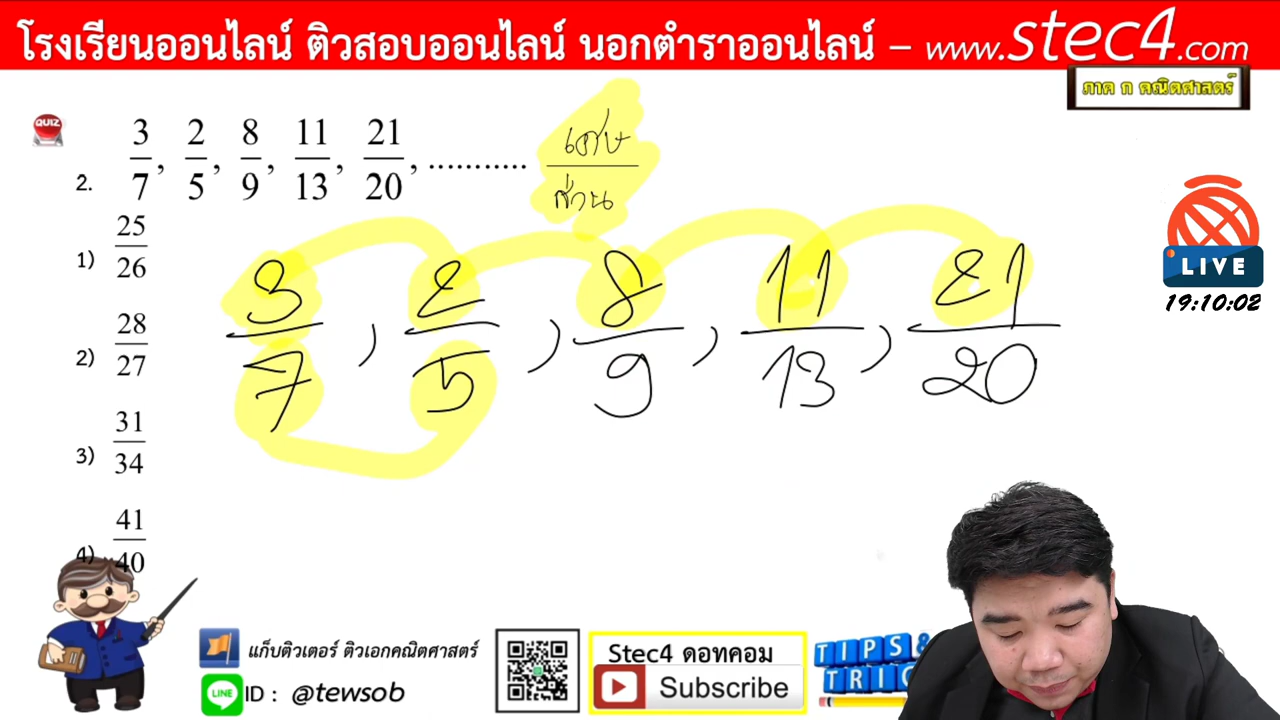 โรงเรียนออนไลน์ ติวสอบออนไลน์ นอกตำราออนไลน์ – www.stec4.com
ภาค ก คณิตศาสตร์
QUIZ
2. 3/7, 2/5, 8/9, 11/13, 21/20, ........... เศษ/ส่วน
1) 25/26
2) 28/27
3) 31/34
4) 41/40
3/7, 2/5, 8/9, 11/13, 21/20
LIVE
19:10:02
แก็บติวเตอร์ ติวเอกคณิตศาสตร์
LINE ID : @tewsob
Stec4 ดอทคอม
Subscribe
TIPS &